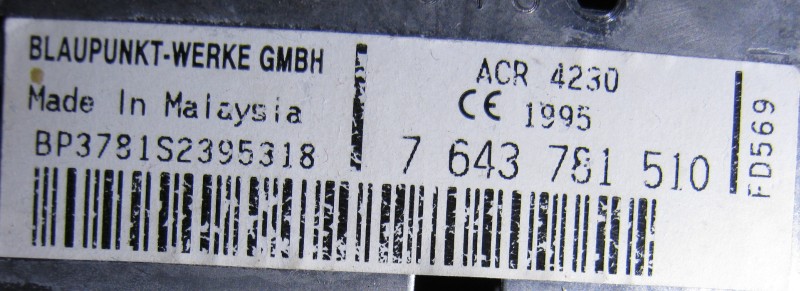 BLAUPUNKT-WERKE GMBH
Made In Malaysia
BP3781S2395318
ACR 4230
CE 1995
7 643 781 510
FD569